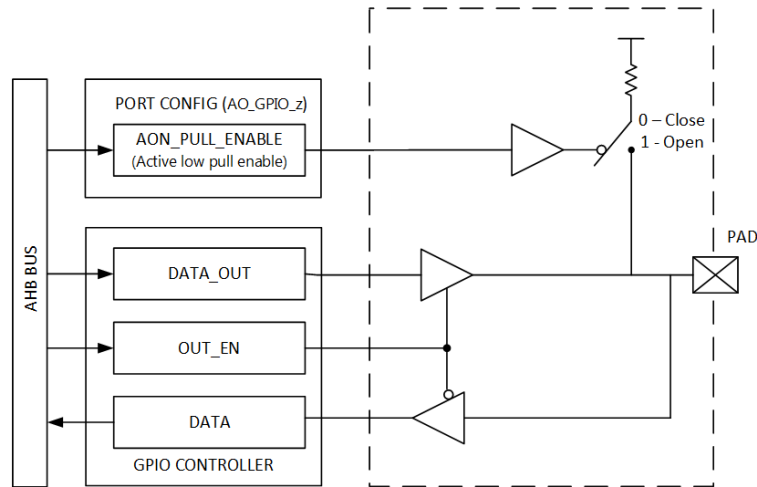 PORT CONFIG (AO_GPIO_z)
AON_PULL_ENABLE
(Active low pull enable)
0 – Close
1 - Open
PAD
AHB BUS
DATA_OUT
OUT_EN
DATA
GPIO CONTROLLER